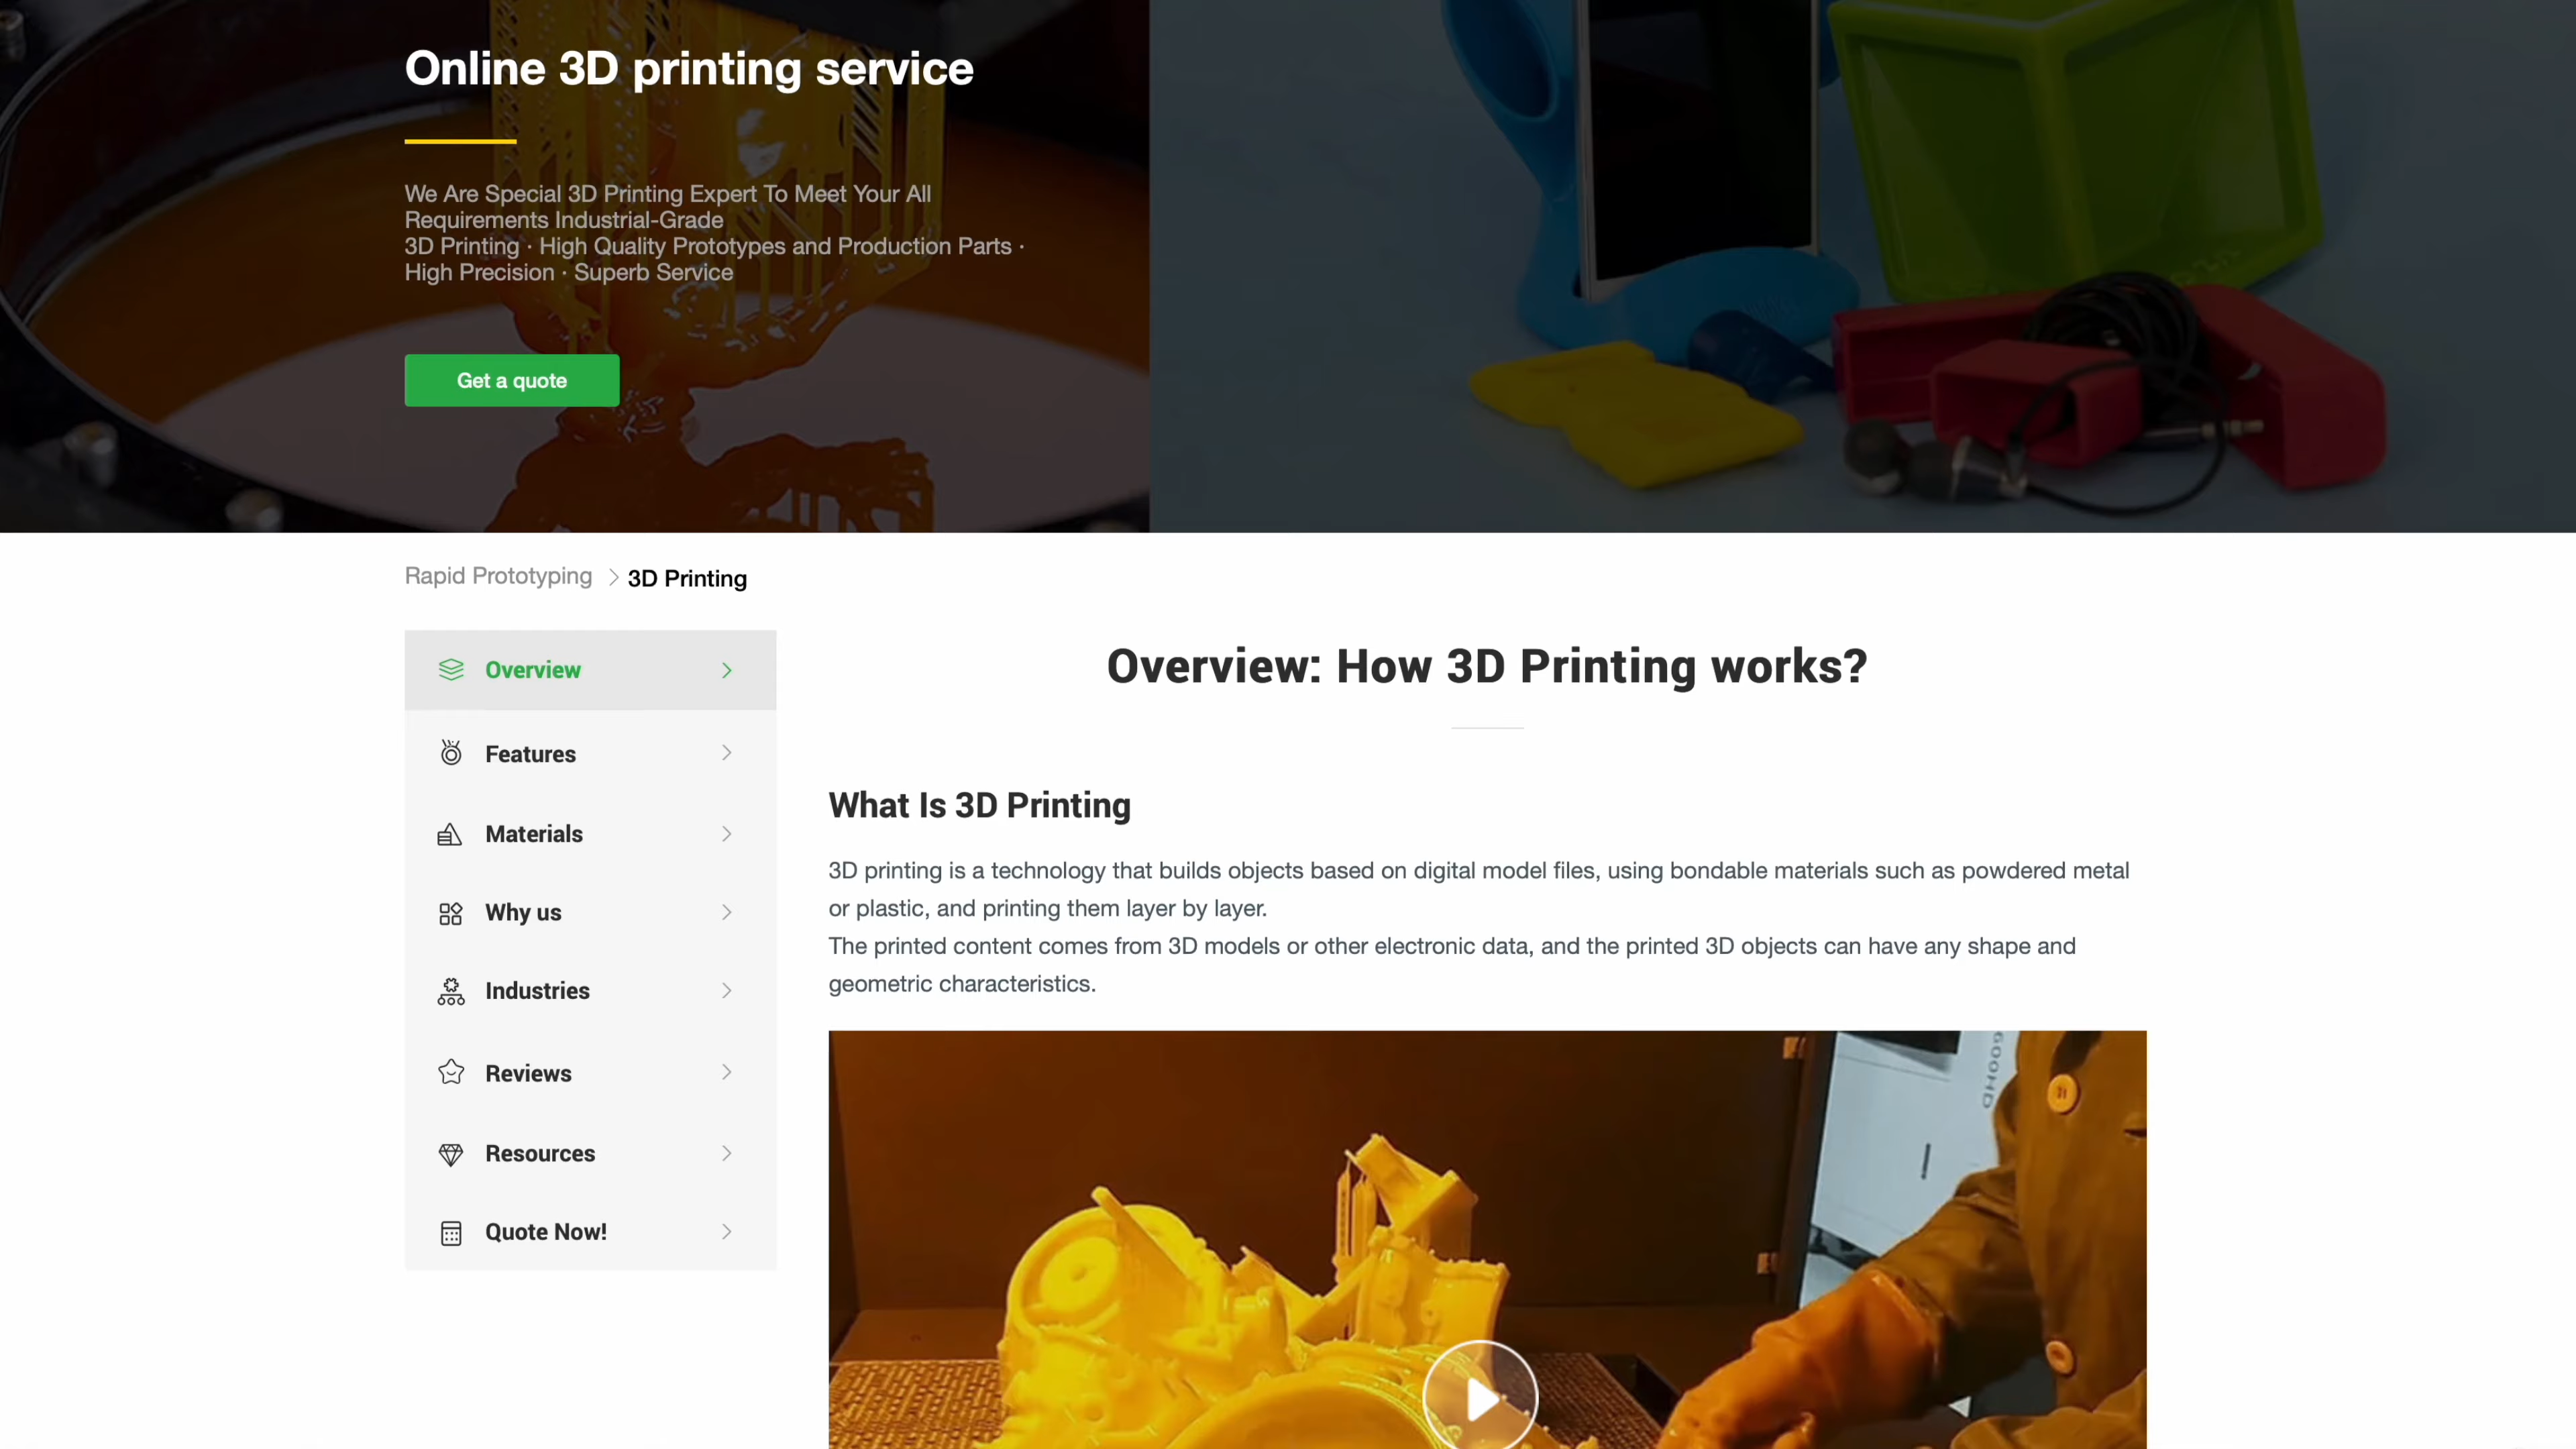 Online 3D printing service
We Are Special 3D Printing Expert To Meet Your All
Requirements Industrial-Grade
3D Printing · High Quality Prototypes and Production Parts ·
High Precision · Superb Service
Get a quote
Rapid Prototyping > 3D Printing
Overview
Features
Materials
Why us
Industries
Reviews
Resources
Quote Now!
Overview: How 3D Printing works?
What Is 3D Printing
3D printing is a technology that builds objects based on digital model files, using bondable materials such as powdered metal
or plastic, and printing them layer by layer.
The printed content comes from 3D models or other electronic data, and the printed 3D objects can have any shape and
geometric characteristics.